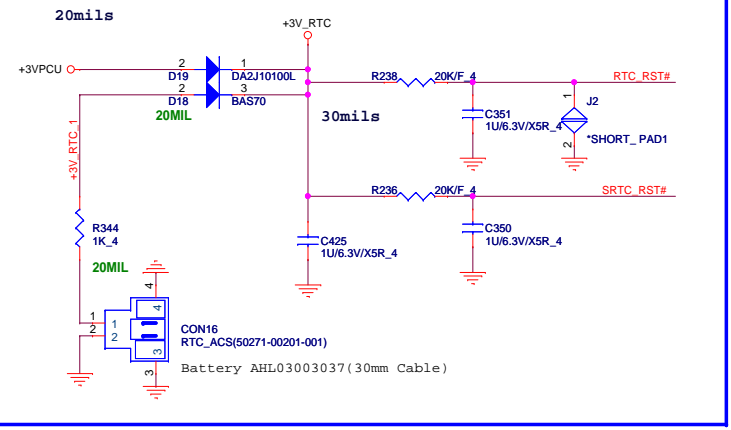 20mils
+3V_RTC
+3VPCU
2
D19
1
DA2J10100L
2
D18
3
BAS70
20MIL
30mils
R238
20K/F_4
RTC_RST#
C351
1U/6.3V/X5R_4
1
J2
2
*SHORT_ PAD1
+3V_RTC_1
R236
20K/F_4
SRTC_RST#
R344
1K_4
20MIL
C425
1U/6.3V/X5R_4
C350
1U/6.3V/X5R_4
4
4
1
1
2
2
3
3
CON16
RTC_ACS(50271-00201-001)
Battery AHL03003037(30mm Cable)